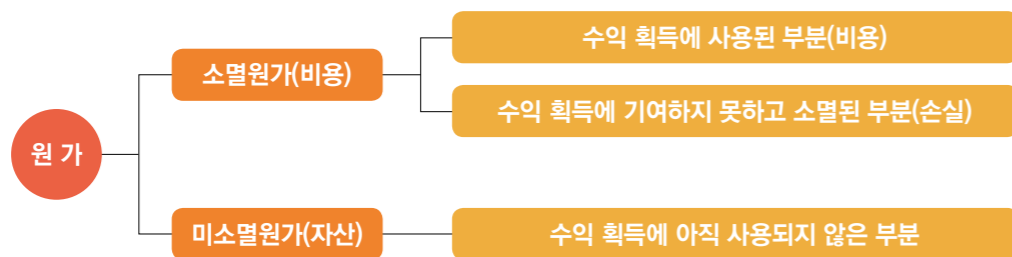 수익 획득에 사용된 부분(비용)
소멸원가(비용)
수익 획득에 기여하지 못하고 소멸된 부분(손실)
원 가
미소멸원가(자산)
수익 획득에 아직 사용되지 않은 부분